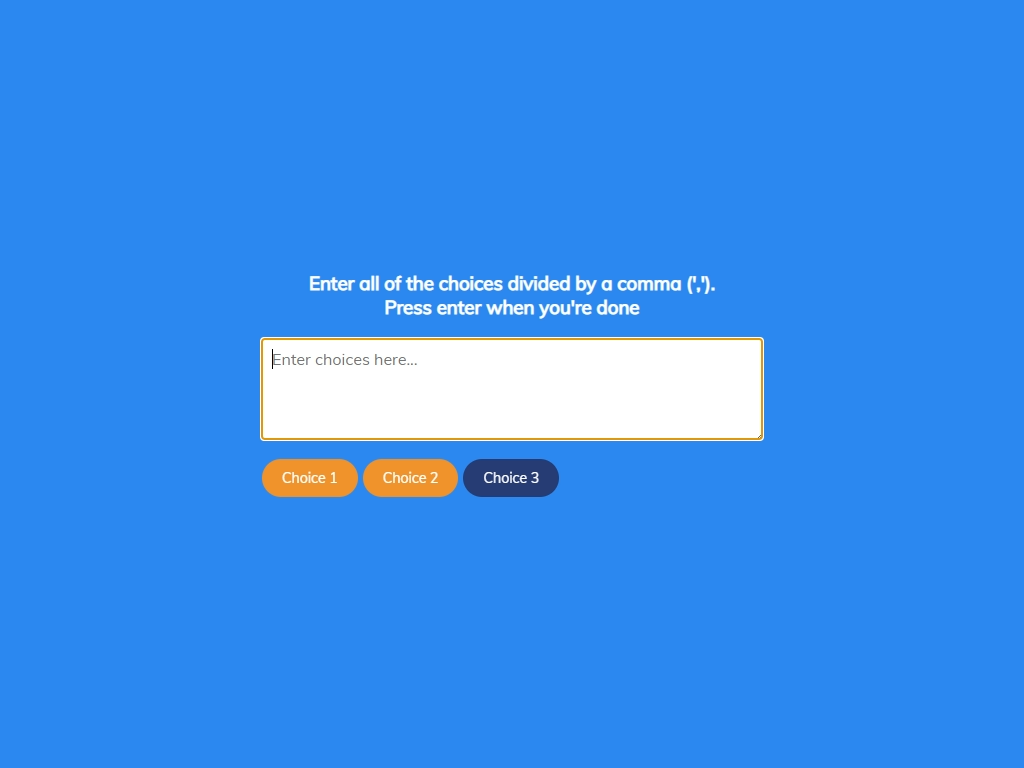 Enter all of the choices divided by a comma (',').
Press enter when you're done
Enter choices here...
Choice 1
Choice 2
Choice 3